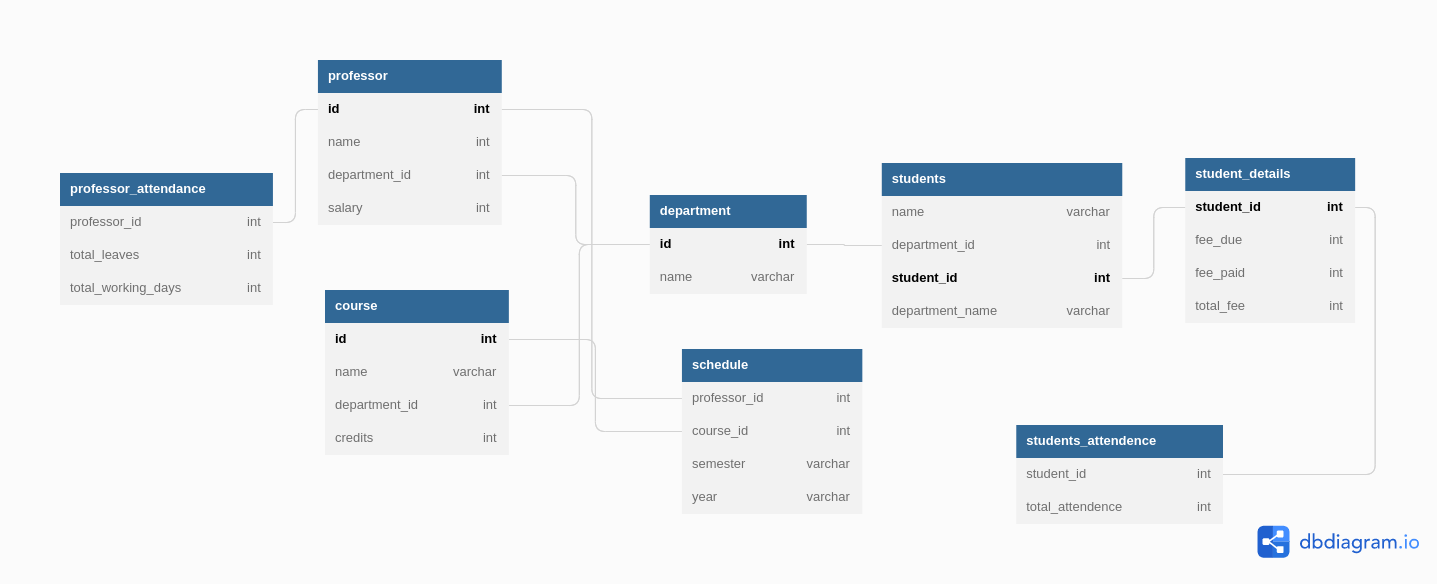 professor
id int
name int
department_id int
salary int
professor_attendance
professor_id int
total_leaves int
total_working_days int
course
id int
name varchar
department_id int
credits int
department
id int
name varchar
schedule
professor_id int
course_id int
semester varchar
year varchar
students
name varchar
department_id int
student_id int
department_name varchar
student_details
student_id int
fee_due int
fee_paid int
total_fee int
students_attendence
student_id int
total_attendence int
dbdiagram.io